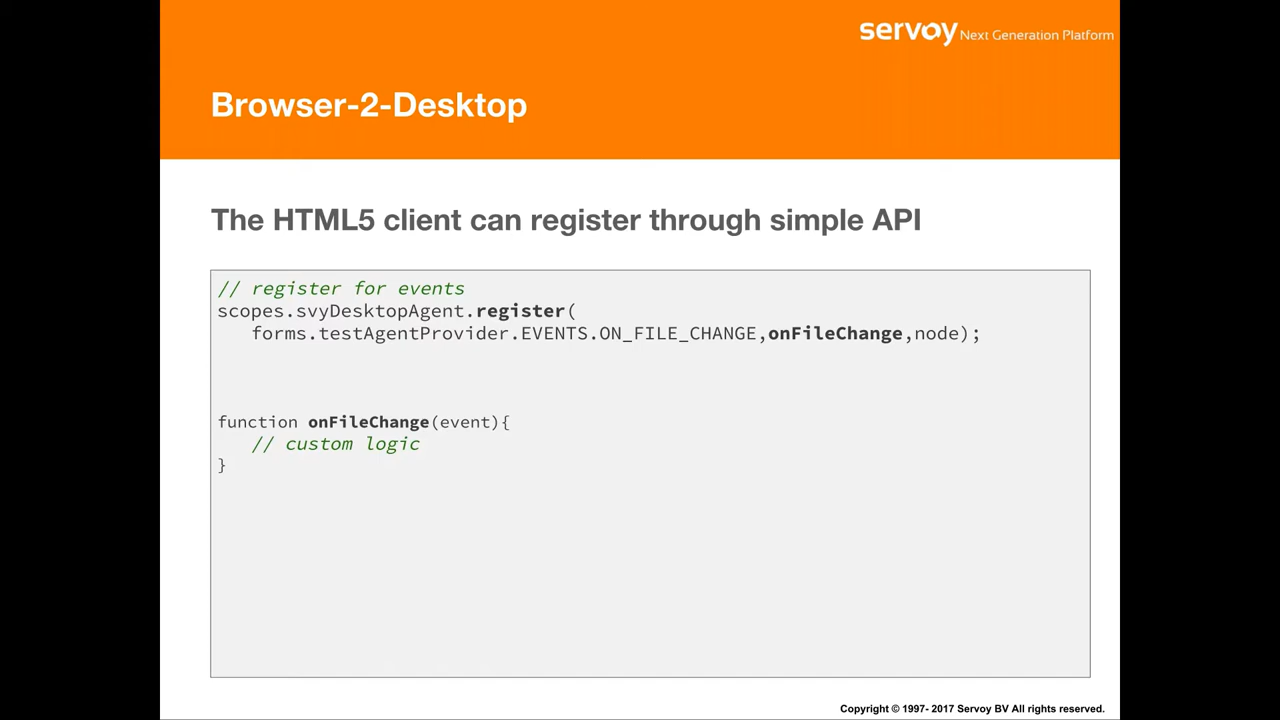 servoy Next Generation Platform
Browser-2-Desktop
The HTML5 client can register through simple API
// register for events
scopes.svyDesktopAgent.register(
forms.testAgentProvider.EVENTS.ON_FILE_CHANGE,onFileChange,node);
function onFileChange(event){
// custom logic
}
Copyright © 1997- 2017 Servoy BV All rights reserved.